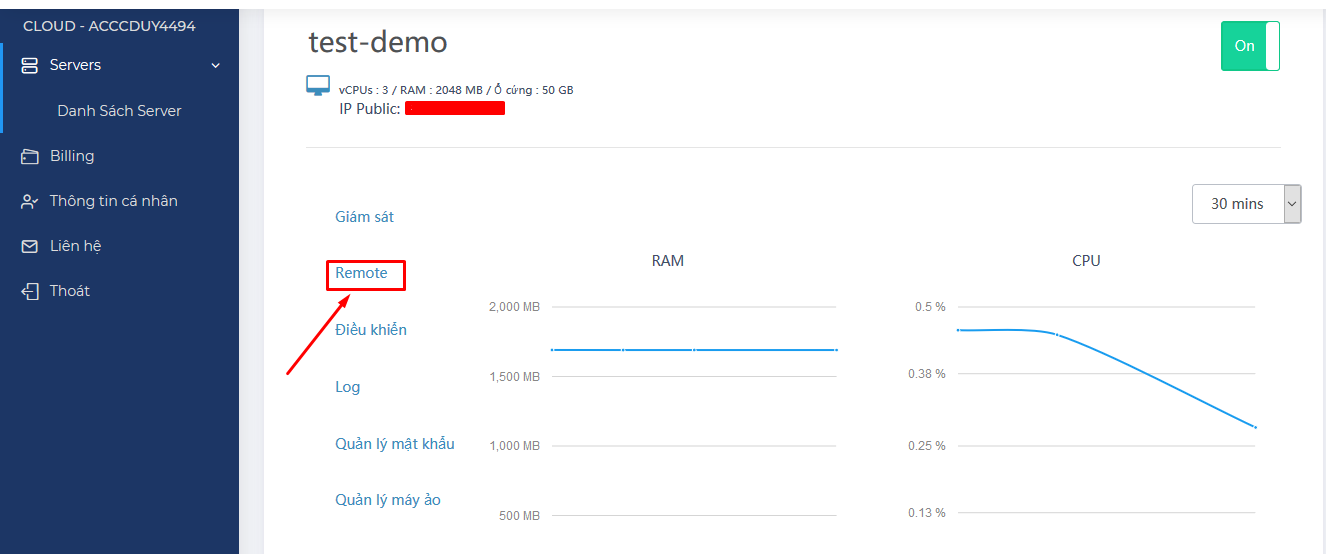 CLOUD - ACCCDUY4494
Servers
Danh Sách Server
Billing
Thông tin cá nhân
Liên hệ
Thoát
test-demo
On
vCPUs : 3 / RAM : 2048 MB / Ổ cứng : 50 GB
IP Public:
30 mins
Giám sát
Remote
Điều khiển
Log
Quản lý mật khẩu
Quản lý máy ảo
RAM
2,000 MB
1,500 MB
1,000 MB
500 MB
CPU
0.5 %
0.38 %
0.25 %
0.13 %